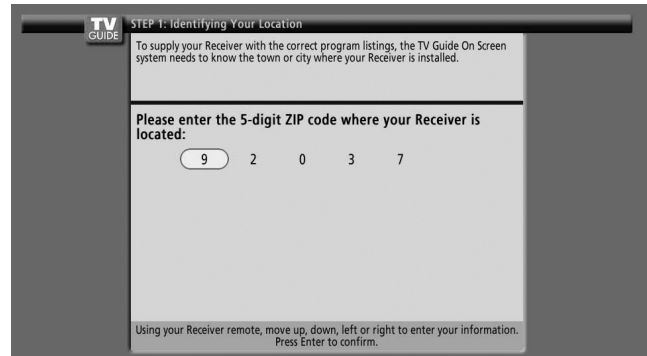 TV
GUIDE
STEP 1: Identifying Your Location
To supply your Receiver with the correct program listings, the TV Guide On Screen
system needs to know the town or city where your Receiver is installed.
Please enter the 5-digit ZIP code where your Receiver is
located:
9 2 0 3 7
Using your Receiver remote, move up, down, left or right to enter your information.
Press Enter to confirm.